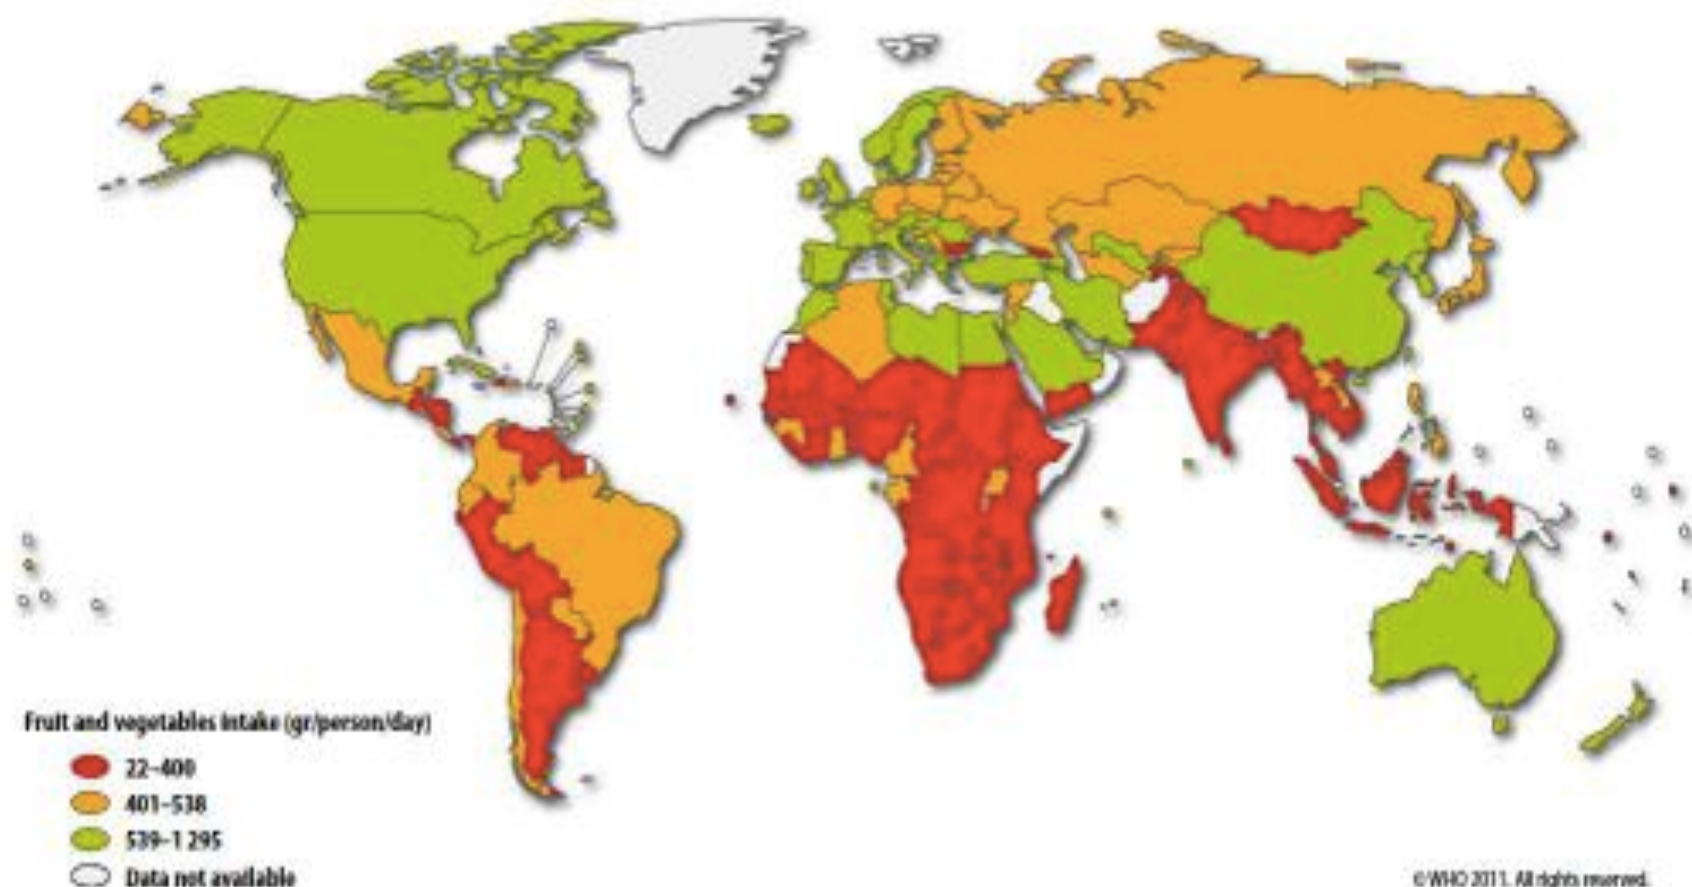 Fruit and vegetables intake (gr/person/day)
22–400
401–538
539–1 295
Data not available
© WHO 2011. All rights reserved.